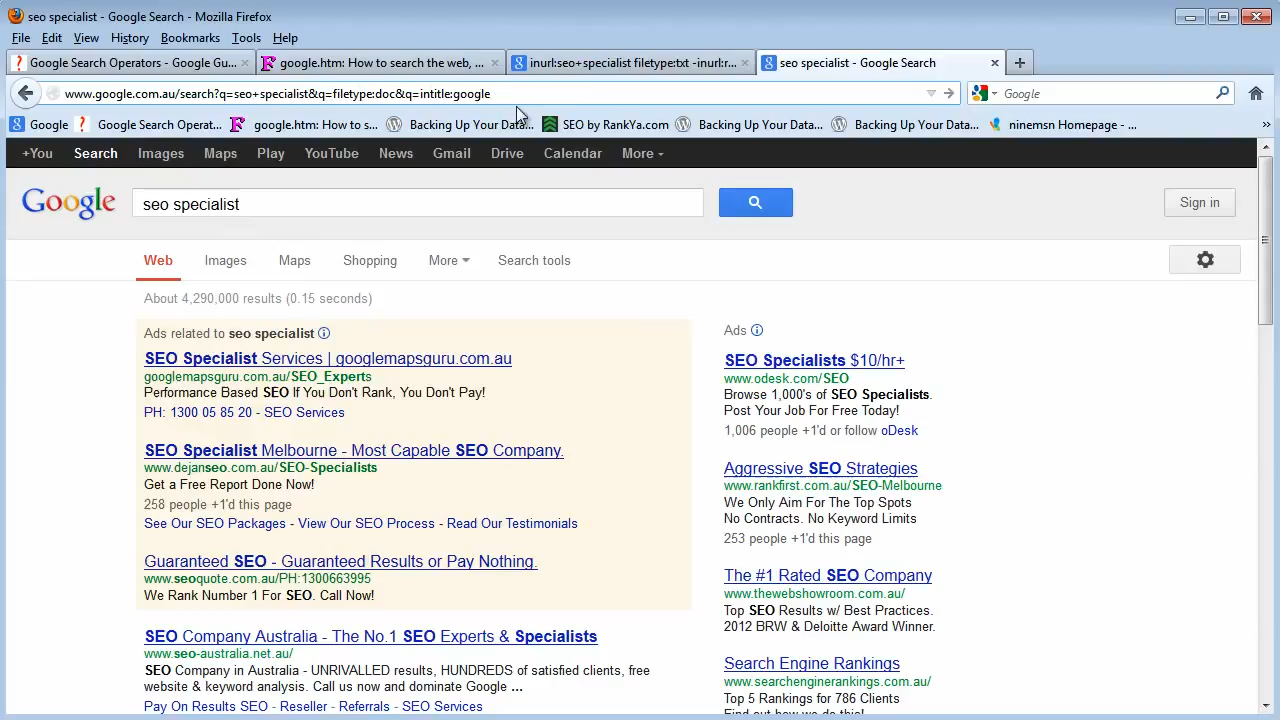 seo specialist - Google Search - Mozilla Firefox
File Edit View History Bookmarks Tools Help
Google Search Operators - Google Gu...
google.htm: How to search the web, ...
inurl:seo+specialist filetype:txt -inurl:r...
seo specialist - Google Search
www.google.com.au/search?q=seo+specialist&q=filetype:doc&q=intitle:google
Google
Google Google Search Operat... google.htm: How to s... Backing Up Your Data... SEO by RankYa.com Backing Up Your Data... Backing Up Your Data... ninemsn Homepage - ... »
+You Search Images Maps Play YouTube News Gmail Drive Calendar More
Google
seo specialist
Sign in
Web Images Maps Shopping More Search tools
About 4,290,000 results (0.15 seconds)
Ads related to seo specialist
SEO Specialist Services | googlemapsguru.com.au
googlemapsguru.com.au/SEO_Experts
Performance Based SEO If You Don't Rank, You Don't Pay!
PH: 1300 05 85 20 - SEO Services
SEO Specialist Melbourne - Most Capable SEO Company.
www.dejanseo.com.au/SEO-Specialists
Get a Free Report Done Now!
258 people +1'd this page
See Our SEO Packages - View Our SEO Process - Read Our Testimonials
Guaranteed SEO - Guaranteed Results or Pay Nothing.
www.seoquote.com.au/PH:1300663995
We Rank Number 1 For SEO. Call Now!
SEO Company Australia - The No.1 SEO Experts & Specialists
www.seo-australia.net.au/
SEO Company in Australia - UNRIVALLED results, HUNDREDS of satisfied clients, free
website & keyword analysis. Call us now and dominate Google ...
Pay On Results SEO - Reseller - Referrals - SEO Services
Ads
SEO Specialists $10/hr+
www.odesk.com/SEO
Browse 1,000's of SEO Specialists.
Post Your Job For Free Today!
1,006 people +1'd or follow oDesk
Aggressive SEO Strategies
www.rankfirst.com.au/SEO-Melbourne
We Only Aim For The Top Spots
No Contracts. No Keyword Limits
253 people +1'd this page
The #1 Rated SEO Company
www.thewebshowroom.com.au/
Top SEO Results w/ Best Practices.
2012 BRW & Deloitte Award Winner.
Search Engine Rankings
www.searchenginerankings.com.au/
Top 5 Rankings for 786 Clients
Find out how we do this!